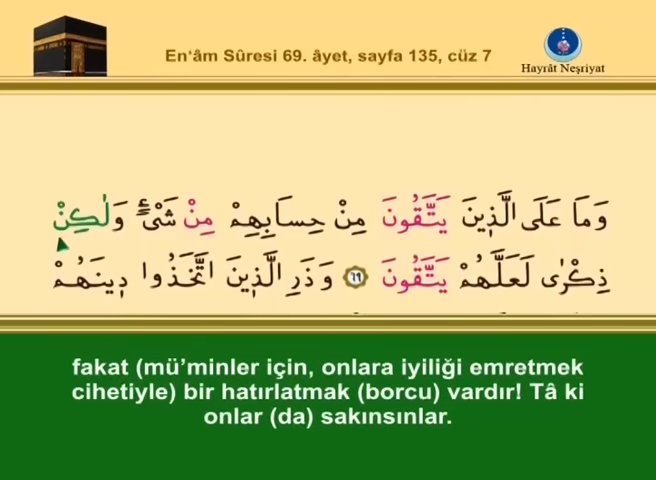 En‘âm Sûresi 69. âyet, sayfa 135, cüz 7
Hayrât Neşriyat
وَمَا عَلَى الَّذ۪ينَ يَتَّقُونَ مِنْ حِسَابِهِمْ مِنْ شَيْءٍ وَلٰكِنْ
ذِكْرٰى لَعَلَّهُمْ يَتَّقُونَ ﴿٦٩﴾ وَذَرِ الَّذ۪ينَ اتَّخَذُوا د۪ينَهُمْ
fakat (mü’minler için, onlara iyiliği emretmek
cihetiyle) bir hatırlatmak (borcu) vardır! Tâ ki
onlar (da) sakınsınlar.